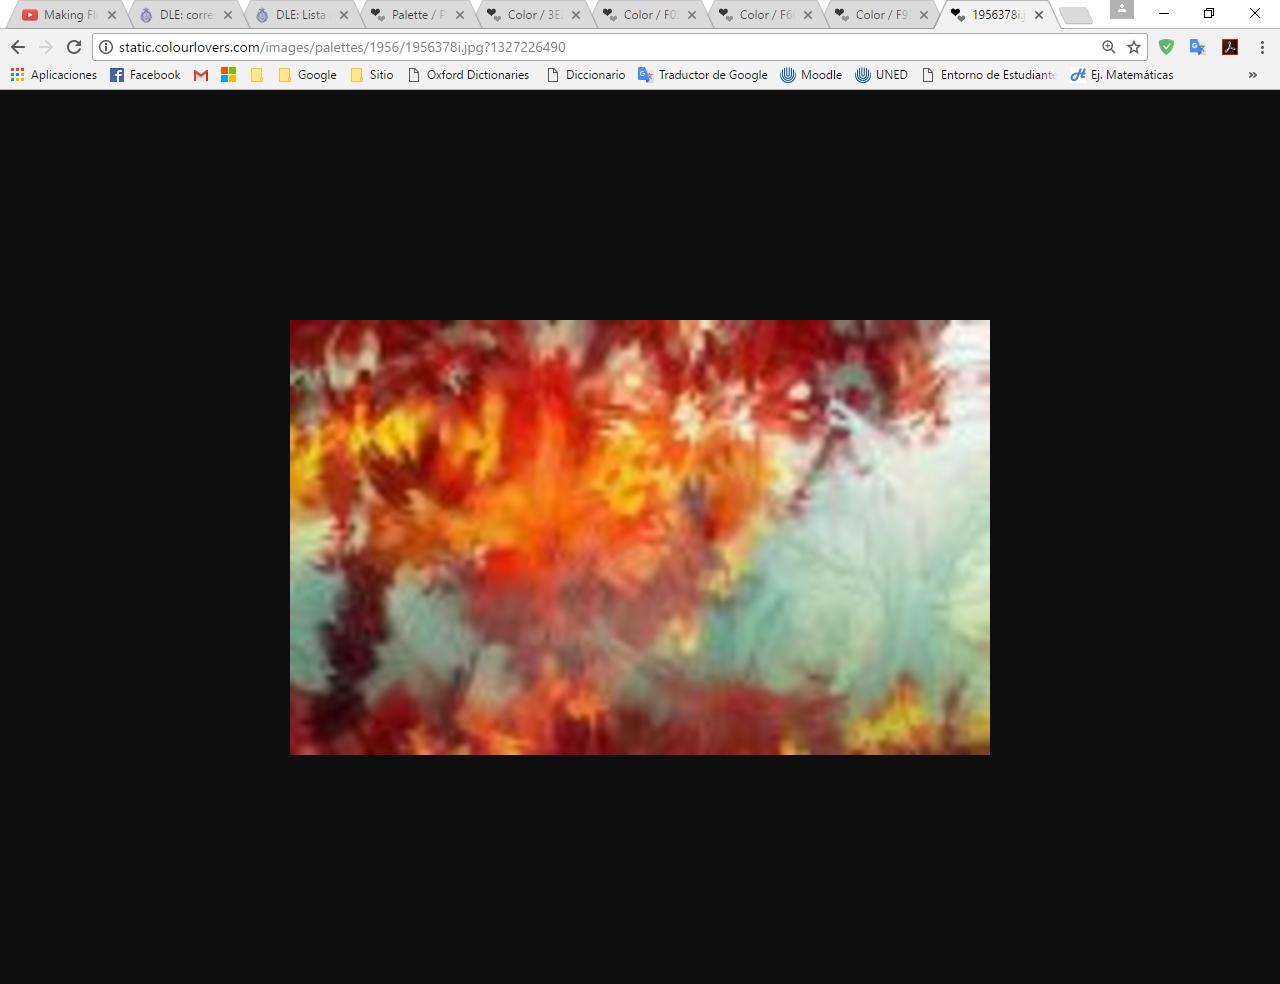 Making Fl
DLE: corre
DLE: Lista
Palette / P
Color / 3E
Color / F0
Color / F6
Color / F9
1956378i.j
static.colourlovers.com/images/palettes/1956/1956378i.jpg?1327226490
Aplicaciones Facebook Google Sitio Oxford Dictionaries Diccionario Traductor de Google Moodle UNED Entorno de Estudiante Ej. Matemáticas »